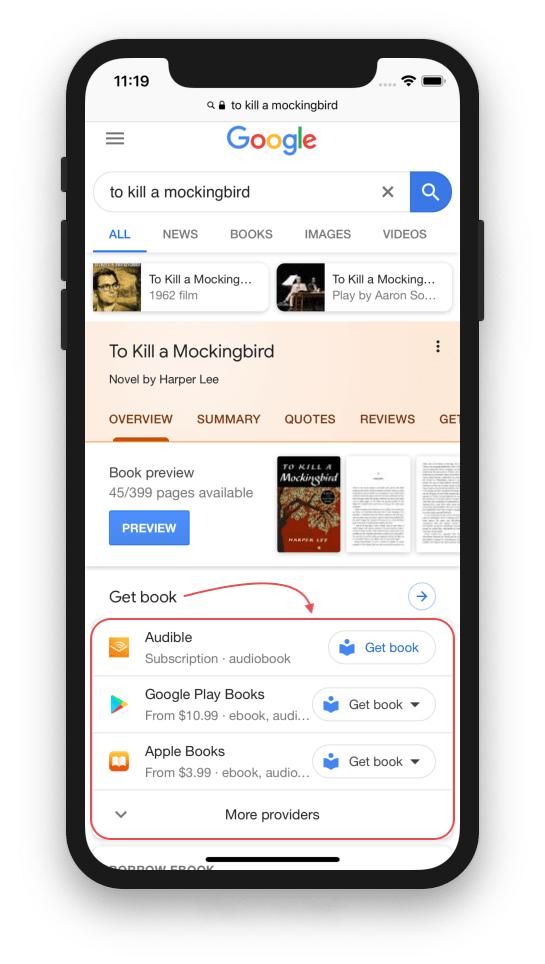 11:19
to kill a mockingbird
Google
to kill a mockingbird
ALL NEWS BOOKS IMAGES VIDEOS
To Kill a Mocking...
1962 film
To Kill a Mocking...
Play by Aaron So...
To Kill a Mockingbird
Novel by Harper Lee
OVERVIEW SUMMARY QUOTES REVIEWS GET
Book preview
45/399 pages available
PREVIEW
TO KILL A
Mockingbird
HARPER LEE
Get book
Audible
Subscription · audiobook
Get book
Google Play Books
From $10.99 · ebook, audi...
Get book
Apple Books
From $3.99 · ebook, audio...
Get book
More providers
BORROW EBOOK